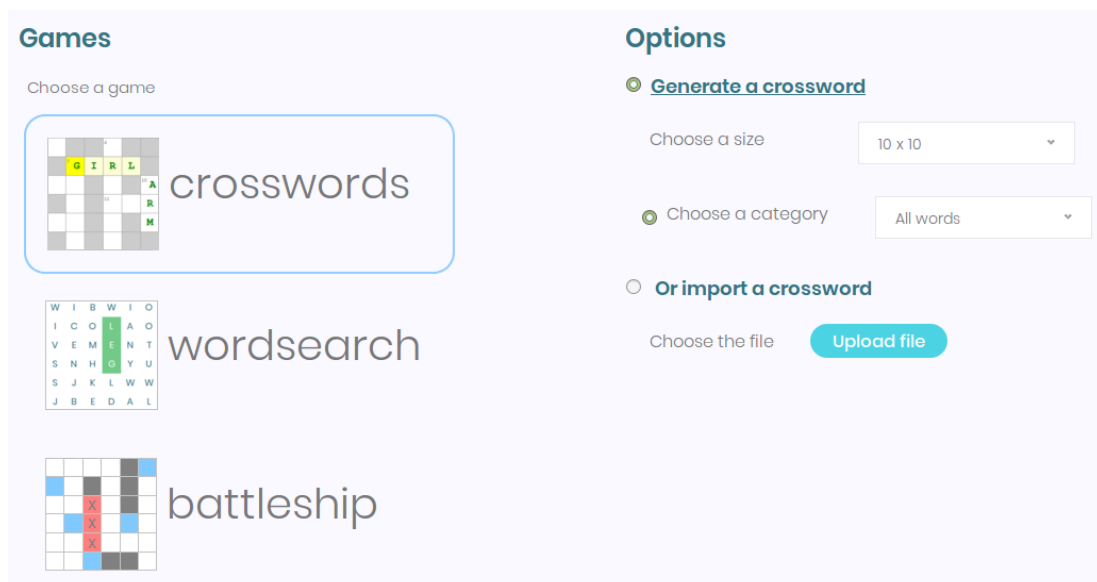 Games
Choose a game
G I R L
A
R
M
crosswords
W I B W I O
I C O L A O
V E M E N T
S N H G Y U
S J K L W W
J B E D A L
wordsearch
X
X
X
battleship
Options
Generate a crossword
Choose a size
10 x 10
Choose a category
All words
Or import a crossword
Choose the file
Upload file